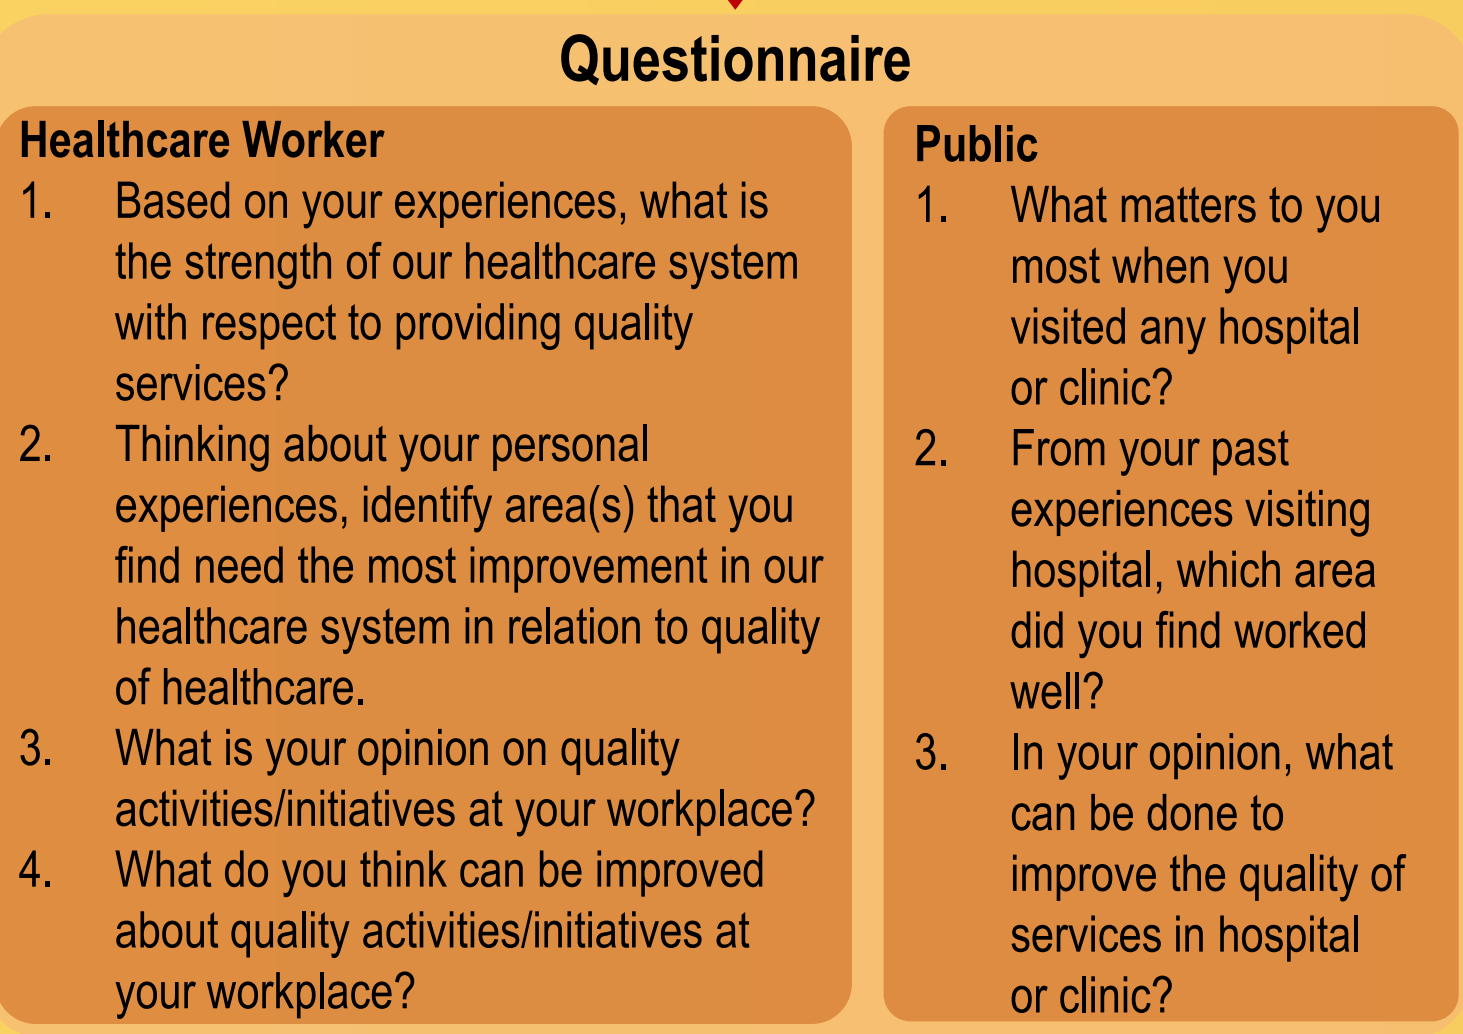 Questionnaire
Healthcare Worker
1. Based on your experiences, what is
the strength of our healthcare system
with respect to providing quality
services?
2. Thinking about your personal
experiences, identify area(s) that you
find need the most improvement in our
healthcare system in relation to quality
of healthcare.
3. What is your opinion on quality
activities/initiatives at your workplace?
4. What do you think can be improved
about quality activities/initiatives at
your workplace?
Public
1. What matters to you
most when you
visited any hospital
or clinic?
2. From your past
experiences visiting
hospital, which area
did you find worked
well?
3. In your opinion, what
can be done to
improve the quality of
services in hospital
or clinic?